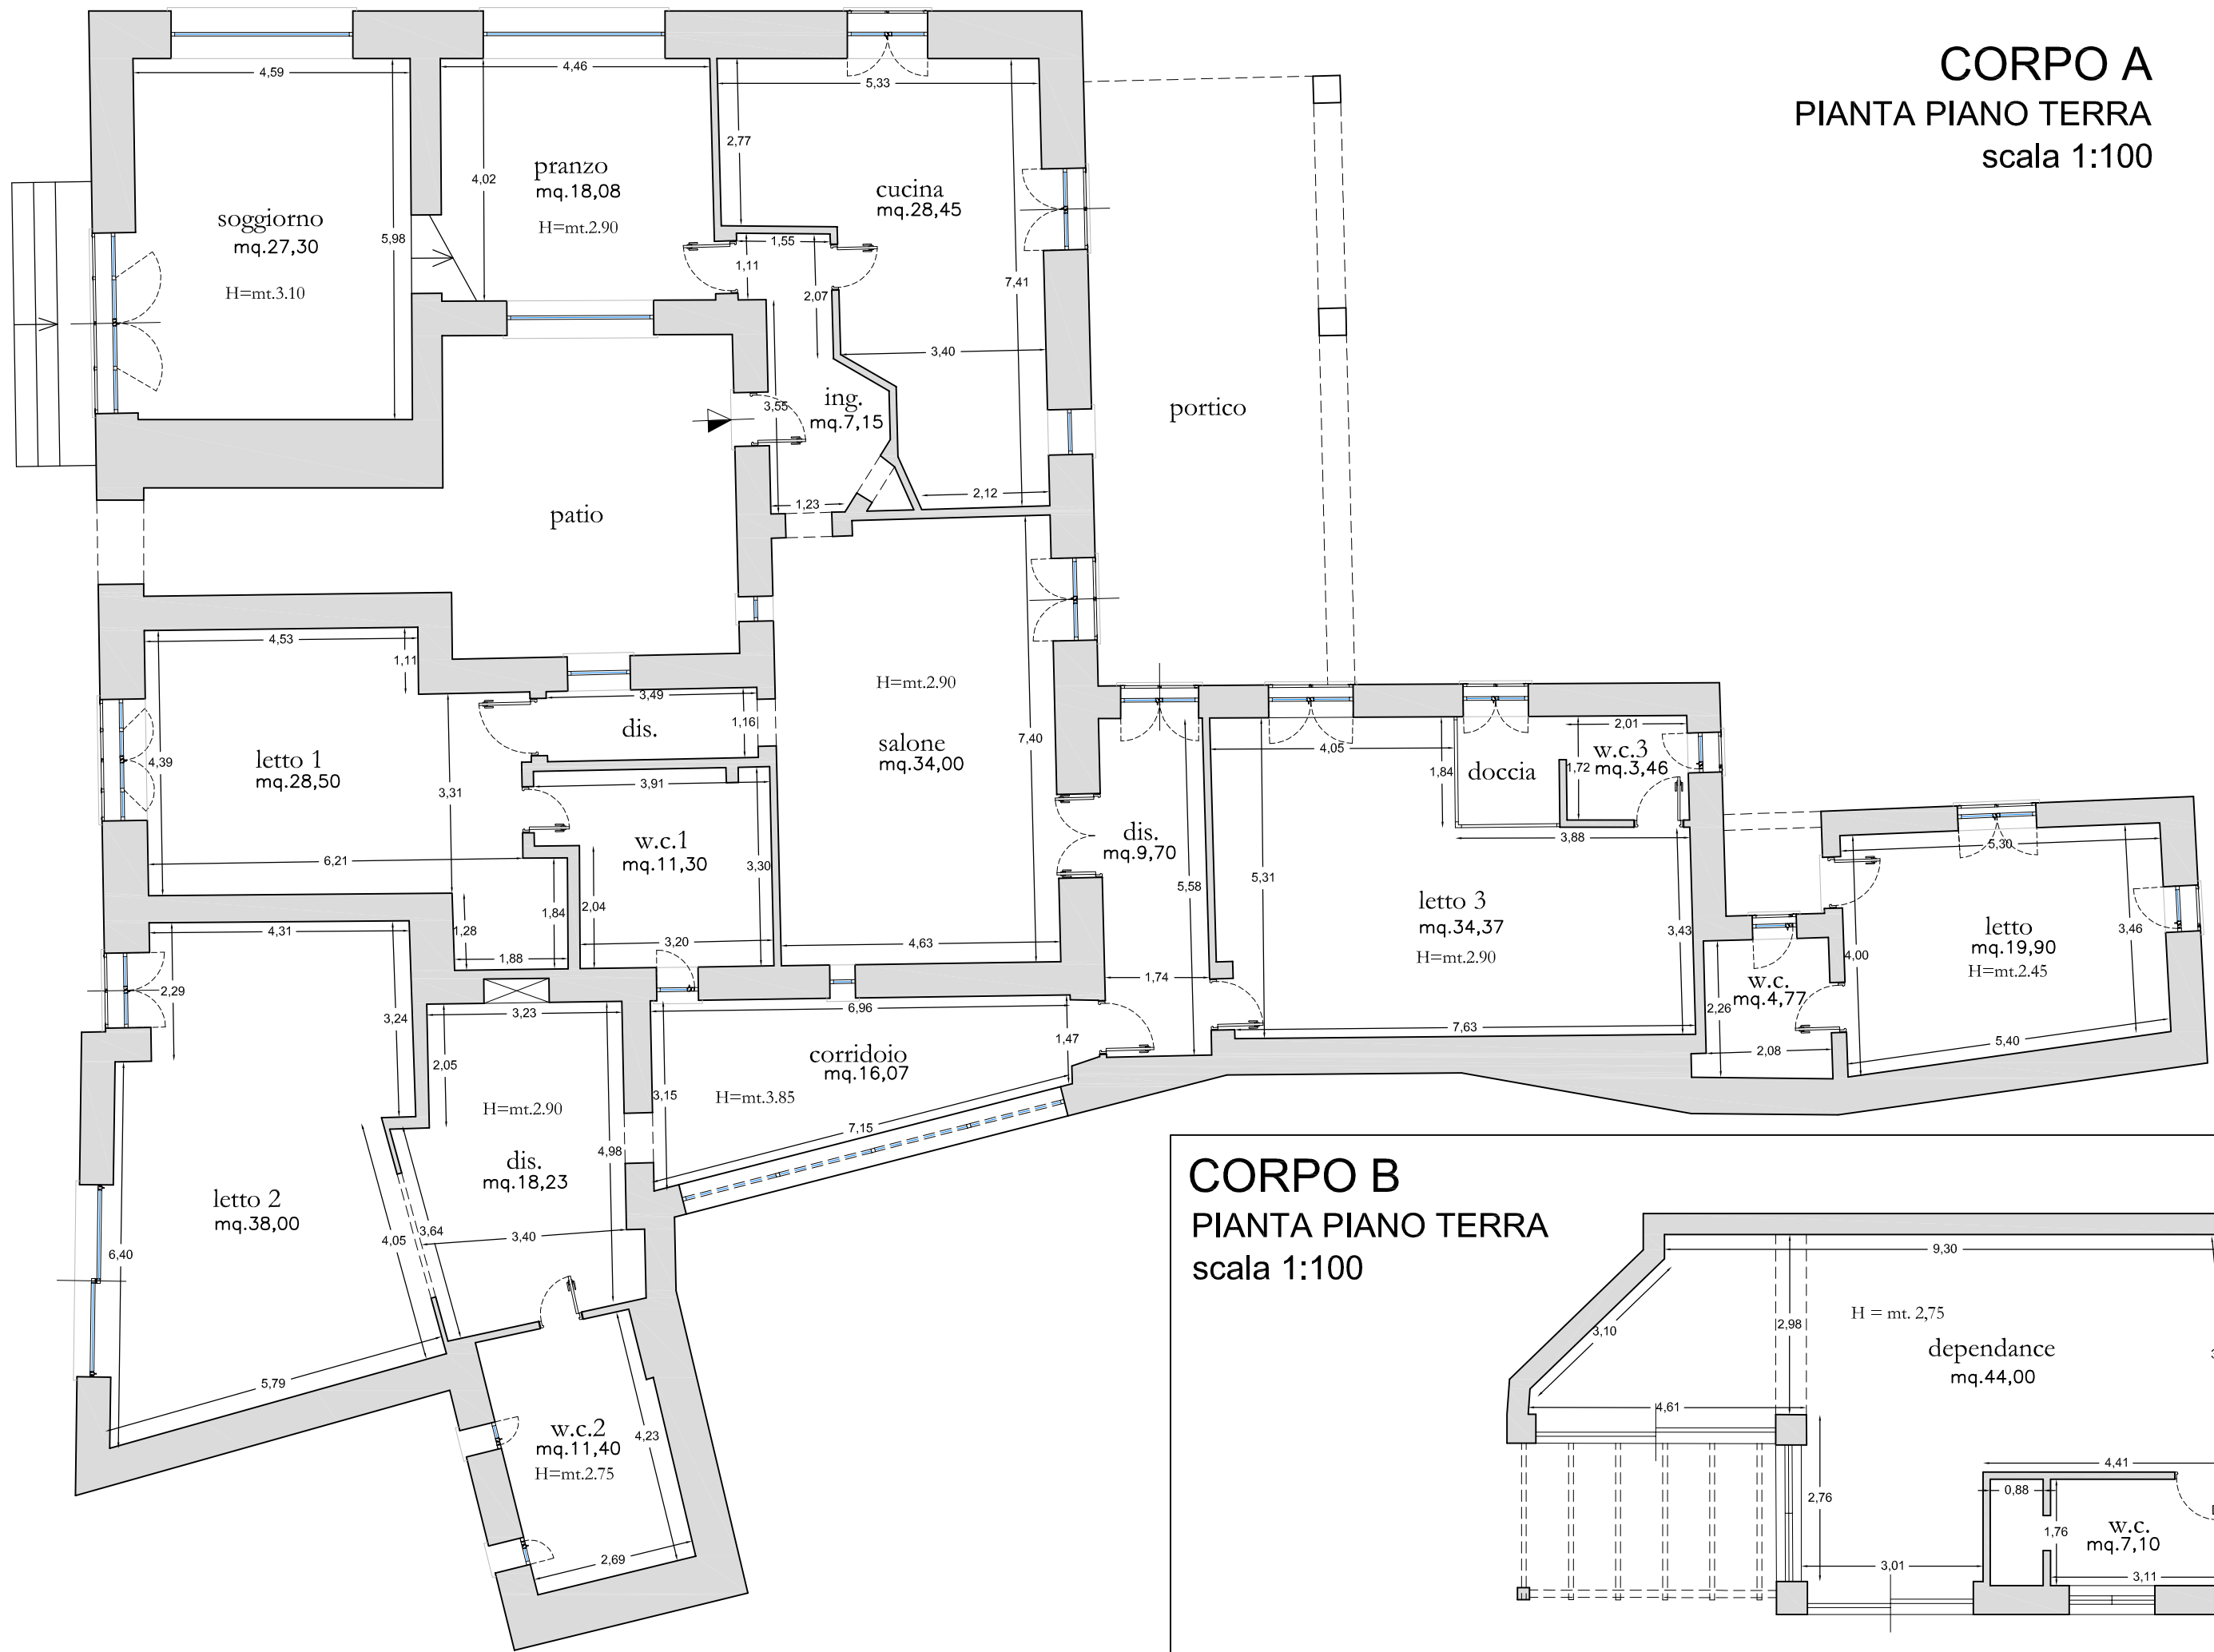 CORPO A
PIANTA PIANO TERRA
scala 1:100
4,59
4,46
5,33
2,77
4,02
pranzo
mq.18,08
H=mt.2.90
cucina
mq.28,45
soggiorno
mq.27,30
H=mt.3.10
5,98
1,55
1,11
2,07
7,41
3,40
3,55
ing.
mq.7,15
portico
1,23
2,12
patio
4,53
1,11
3,49
1,16
dis.
H=mt.2.90
salone
mq.34,00
7,40
letto 1
mq.28,50
4,39
3,31
3,91
w.c.1
mq.11,30
3,30
6,21
1,84
2,04
1,28
1,88
3,20
4,63
4,05
1,84
doccia
2,01
w.c.3
mq.3,46
1,72
3,88
dis.
mq.9,70
5,58
5,31
letto 3
mq.34,37
H=mt.2.90
3,43
1,74
7,63
5,30
letto
mq.19,90
H=mt.2.45
3,46
4,00
w.c.
mq.4,77
2,26
2,08
5,40
4,31
2,29
3,24
3,23
2,05
6,96
1,47
corridoio
mq.16,07
H=mt.3.85
3,15
7,15
H=mt.2.90
4,98
dis.
mq.18,23
letto 2
mq.38,00
3,64
4,05
3,40
6,40
5,79
w.c.2
mq.11,40
H=mt.2.75
4,23
2,69
CORPO B
PIANTA PIANO TERRA
scala 1:100
9,30
3,10
2,98
H = mt. 2,75
dependance
mq.44,00
4,61
4,41
2,76
0,88
1,76
w.c.
mq.7,10
3,01
3,11